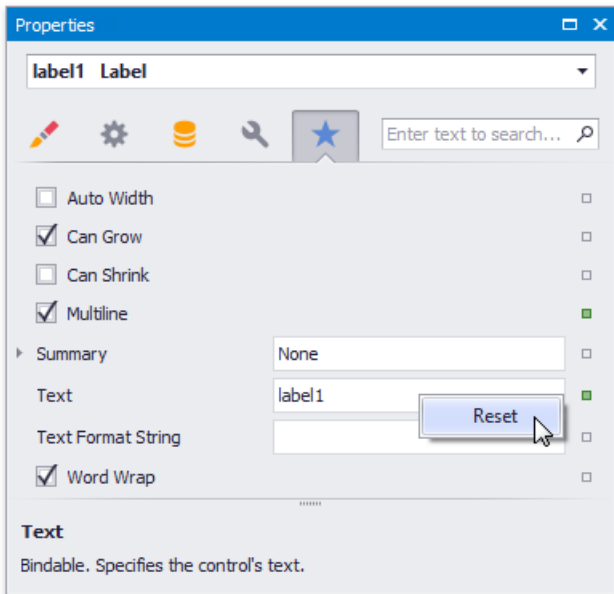 Properties
label1 Label
Enter text to search...
Auto Width
Can Grow
Can Shrink
Multiline
Summary None
Text label1
Reset
Text Format String
Word Wrap
Text
Bindable. Specifies the control's text.